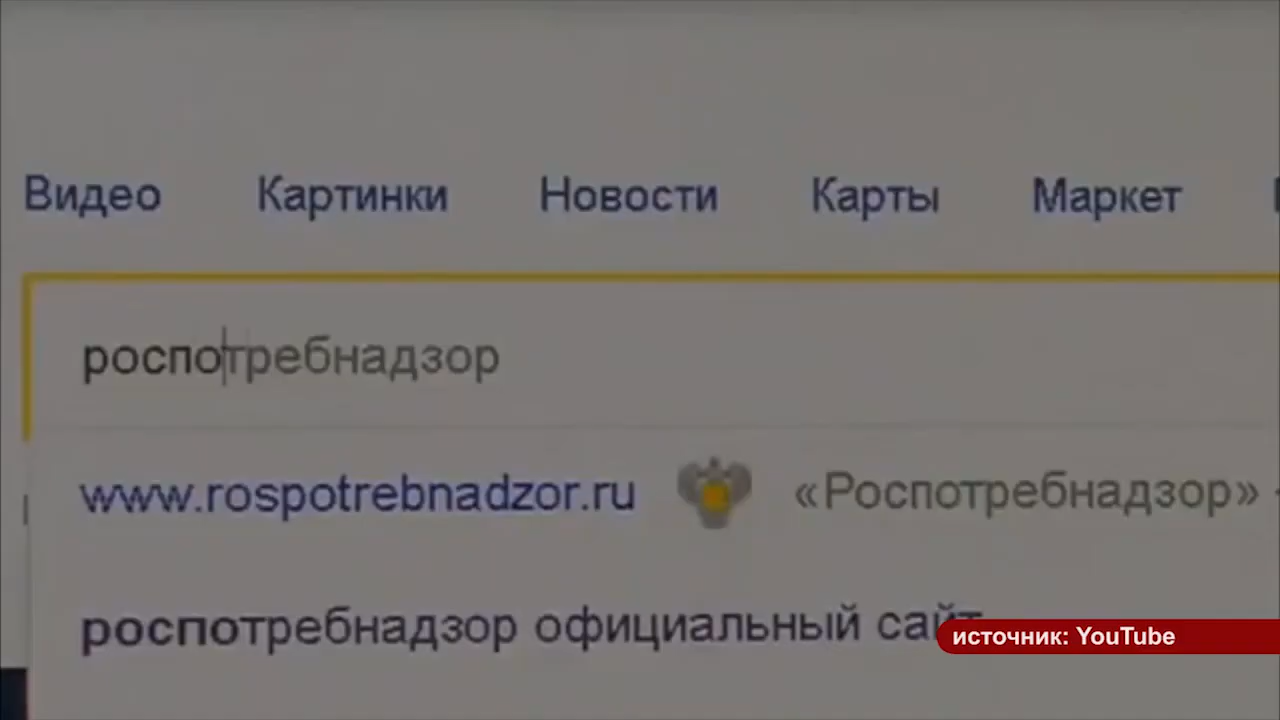 Видео Картинки Новости Карты Маркет
роспотребнадзор
www.rospotrebnadzor.ru «Роспотребнадзор» -
роспотребнадзор официальный сайт
источник: YouTube